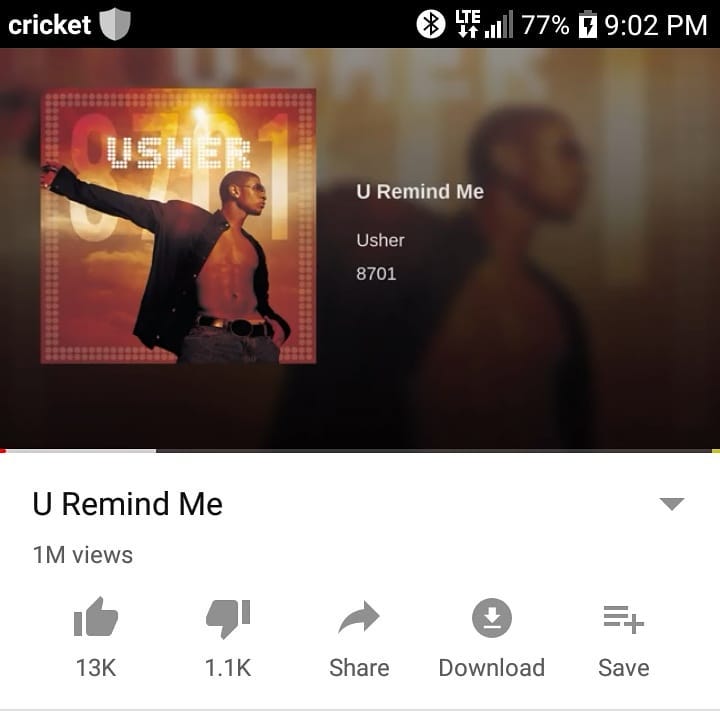 cricket LTE 77% 9:02 PM
8701
USHER
U Remind Me
Usher
8701
U Remind Me
1M views
13K 1.1K Share Download Save